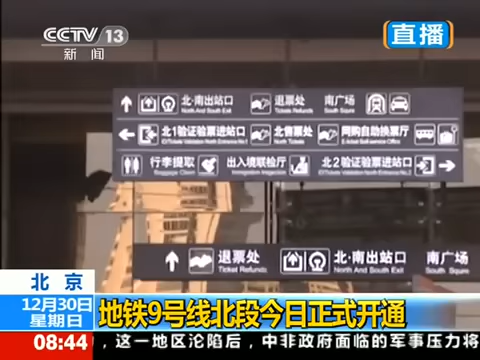 CCTV 13
新闻
直播
北·南出站口 退票处 南广场
North And South Exit Ticket Refunds
北1验证验票进站口 北售票处 网购自助换票厅
行李提取 出入境联检厅 北2验证验票进站口
Baggage Claim Immigration Inspection
退票处 北·南出站口 南广场
Ticket Refunds North And South Exit South Square
北京
12月30日
星期日
地铁9号线北段今日正式开通
08:44 ，这一地区沦陷后，中非政府面临的军事压力将